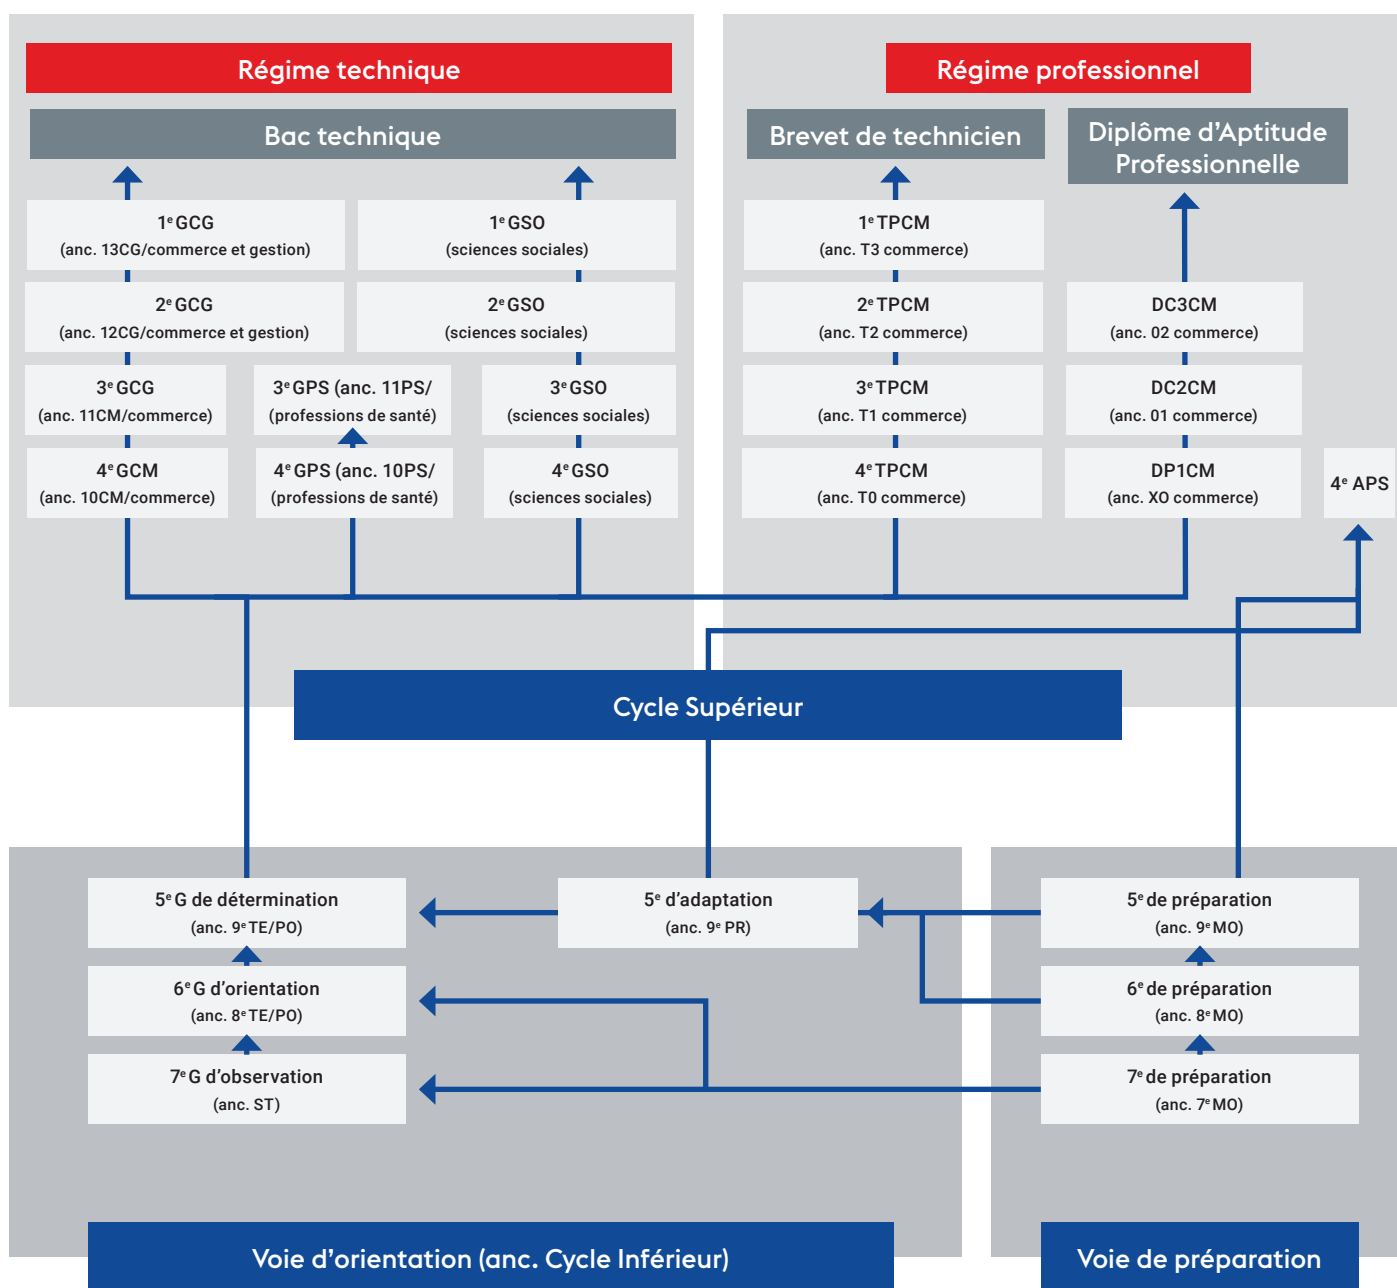 Régime technique
Régime professionnel
Bac technique
Brevet de technicien
Diplôme d'Aptitude
Professionnelle
1e GCG
(anc. 13CG/commerce et gestion)
1e GSO
(sciences sociales)
1e TPCM
(anc. T3 commerce)
2e GCG
(anc. 12CG/commerce et gestion)
2e GSO
(sciences sociales)
2e TPCM
(anc. T2 commerce)
DC3CM
(anc. 02 commerce)
3e GCG
(anc. 11CM/commerce)
3e GPS (anc. 11PS/
(professions de santé)
3e GSO
(sciences sociales)
3e TPCM
(anc. T1 commerce)
DC2CM
(anc. 01 commerce)
4e GCM
(anc. 10CM/commerce)
4e GPS (anc. 10PS/
(professions de santé)
4e GSO
(sciences sociales)
4e TPCM
(anc. T0 commerce)
DP1CM
(anc. XO commerce)
4e APS
Cycle Supérieur
5e G de détermination
(anc. 9e TE/PO)
5e d'adaptation
(anc. 9e PR)
5e de préparation
(anc. 9e MO)
6e G d'orientation
(anc. 8e TE/PO)
6e de préparation
(anc. 8e MO)
7e G d'observation
(anc. ST)
7e de préparation
(anc. 7e MO)
Voie d'orientation (anc. Cycle Inférieur)
Voie de préparation